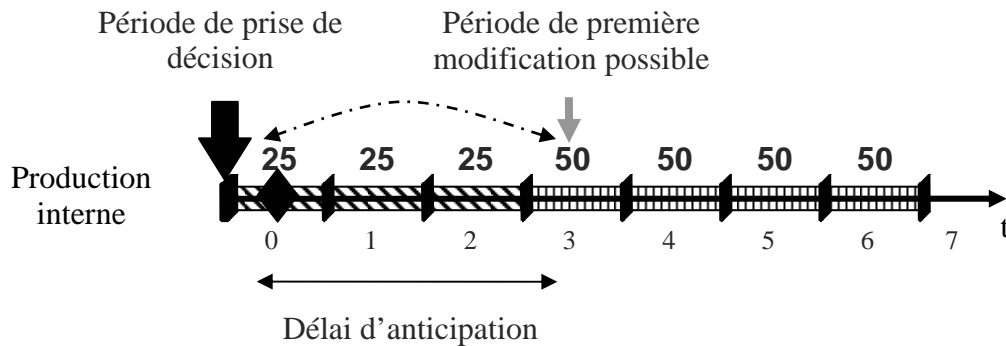 Période de prise de
décision
Période de première
modification possible
25 25 25 50 50 50 50
Production
interne
0 1 2 3 4 5 6 7 t
Délai d’anticipation